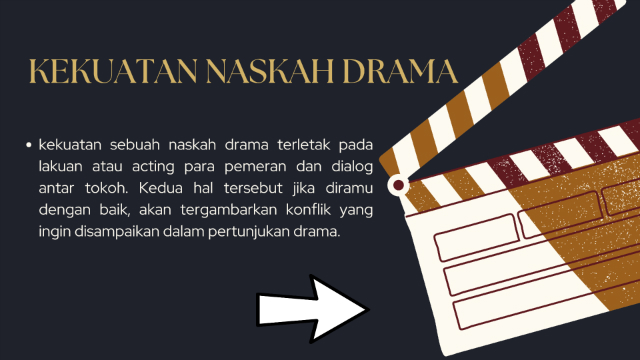 KEKUATAN NASKAH DRAMA
• kekuatan sebuah naskah drama terletak pada
lakuan atau acting para pemeran dan dialog
antar tokoh. Kedua hal tersebut jika diramu
dengan baik, akan tergambarkan konflik yang
ingin disampaikan dalam pertunjukan drama.